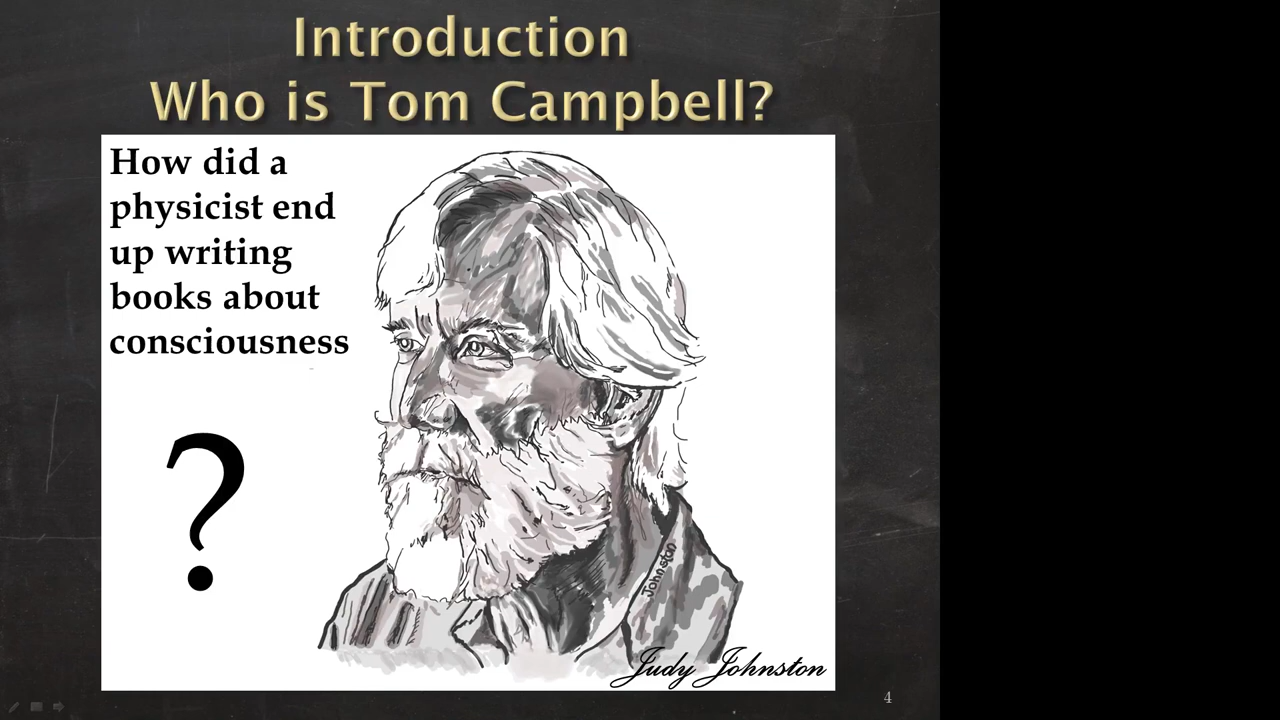 Introduction
Who is Tom Campbell?
How did a
physicist end
up writing
books about
consciousness
?
Johnston
Judy Johnston
4